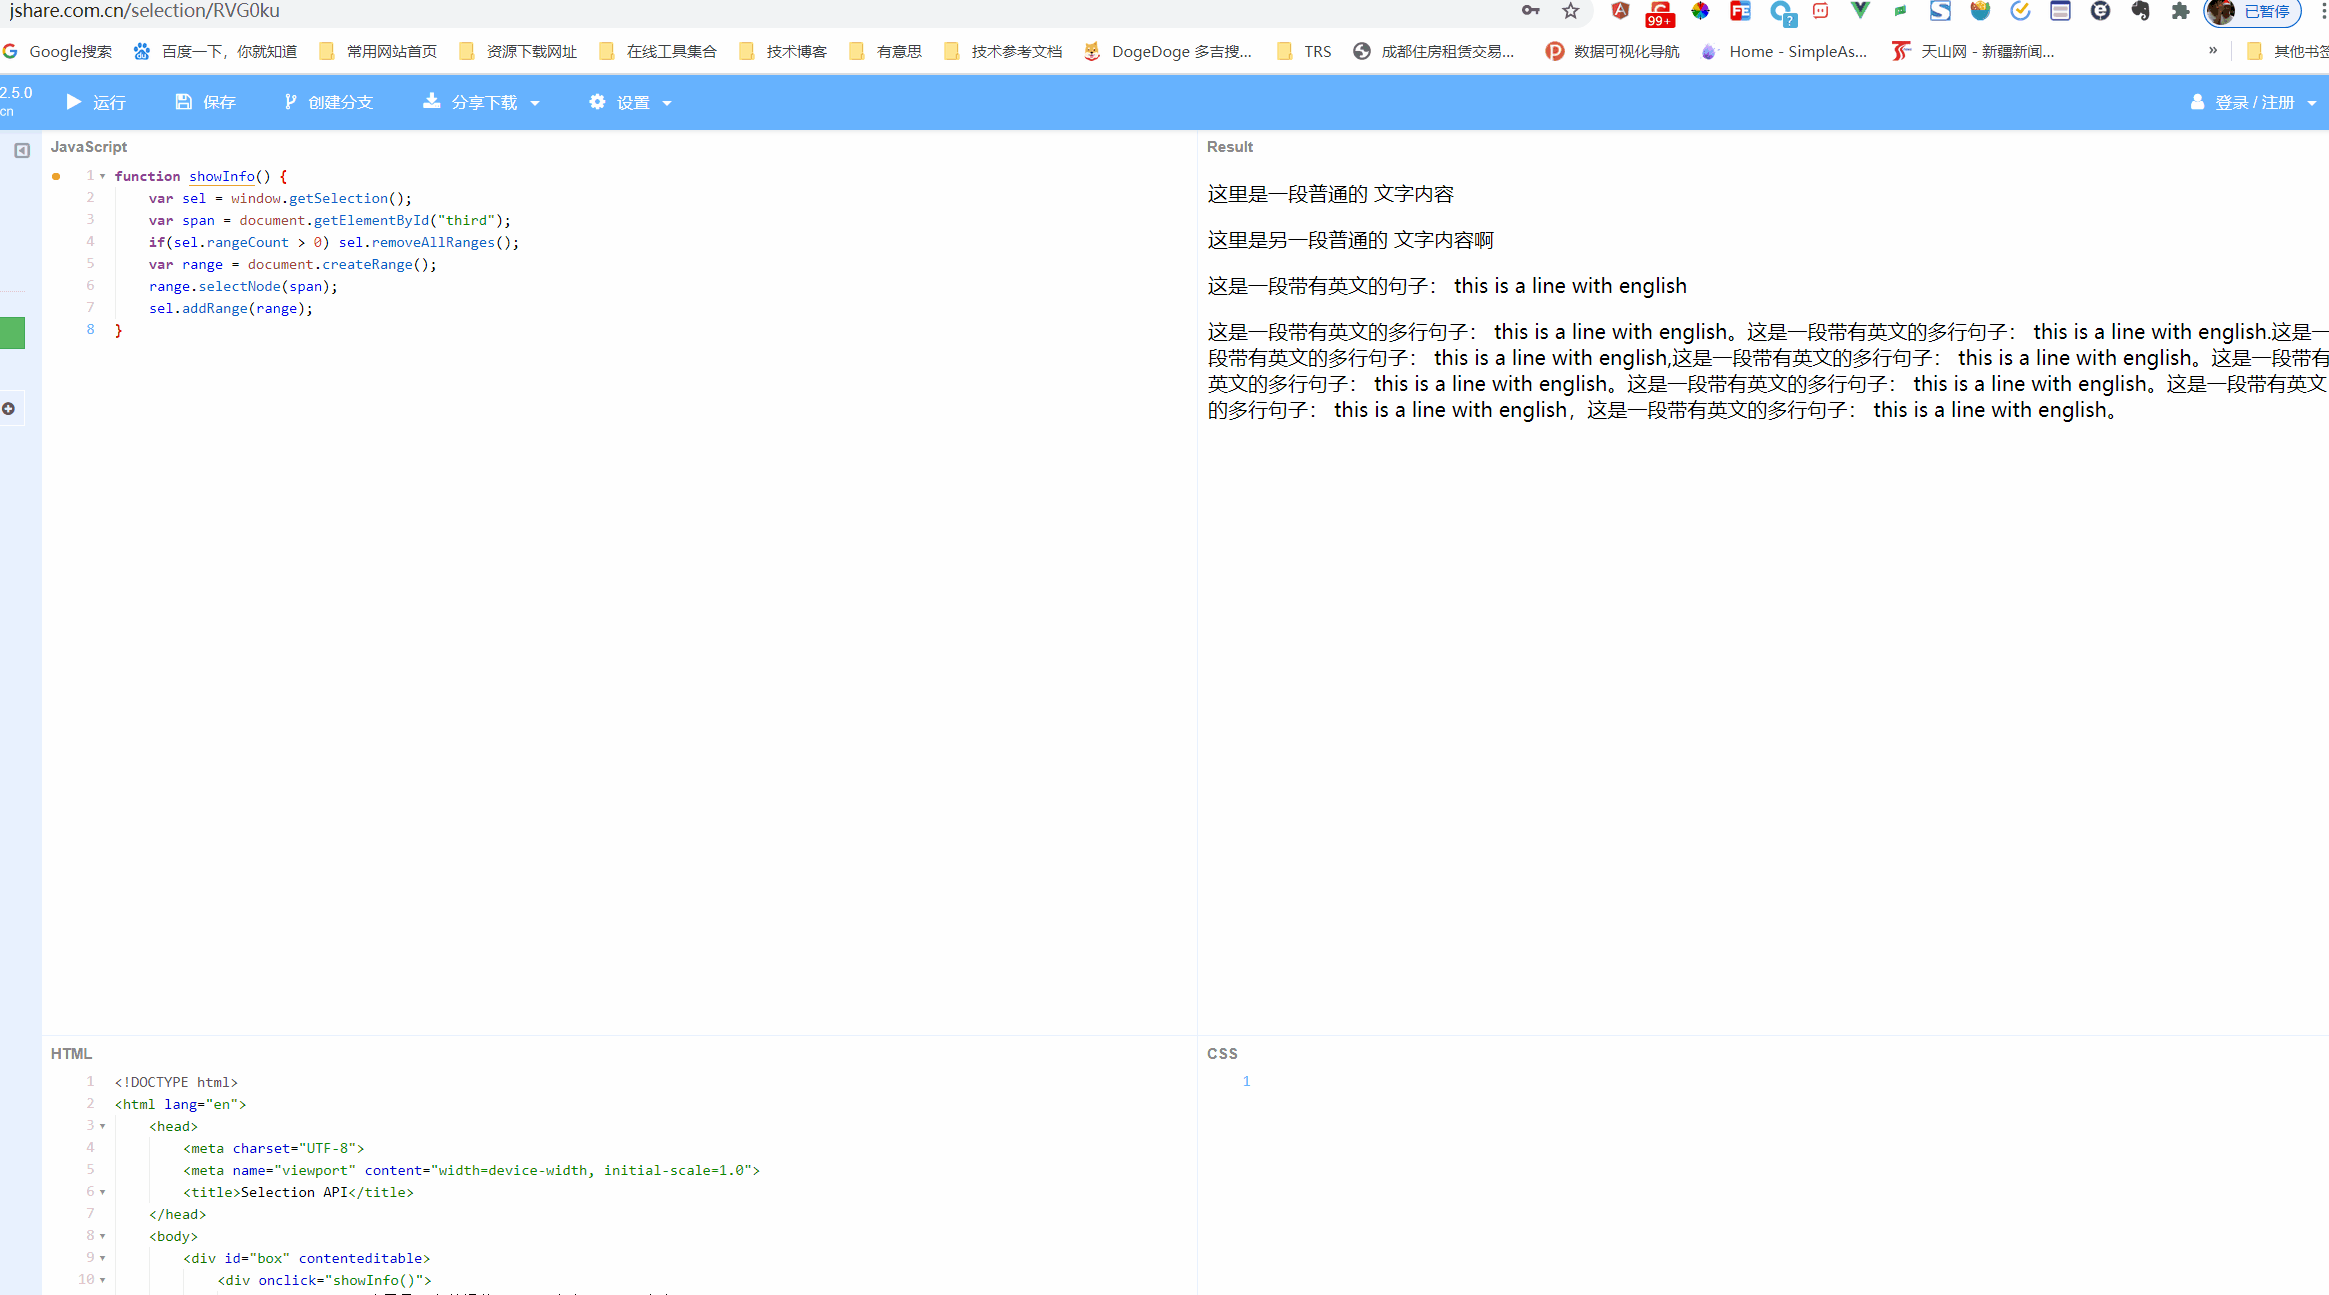 jshare.com.cn/selection/RVG0ku
99+
FE
?
已暂停
Google搜索 百度一下，你就知道 常用网站首页 资源下载网址 在线工具集合 技术博客 有意思 技术参考文档 DogeDoge 多吉搜... TRS 成都住房租赁交易... 数据可视化导航 Home - SimpleAs... 天山网 - 新疆新闻... » 其他书签
2.5.0
cn
运行 保存 创建分支 分享下载 设置 登录 / 注册
JavaScript
1 function showInfo() {
2 var sel = window.getSelection();
3 var span = document.getElementById("third");
4 if(sel.rangeCount > 0) sel.removeAllRanges();
5 var range = document.createRange();
6 range.selectNode(span);
7 sel.addRange(range);
8 }
Result
这里是一段普通的 文字内容
这里是另一段普通的 文字内容啊
这是一段带有英文的句子： this is a line with english
这是一段带有英文的多行句子： this is a line with english。这是一段带有英文的多行句子： this is a line with english.这是一
段带有英文的多行句子： this is a line with english,这是一段带有英文的多行句子： this is a line with english。这是一段带有
英文的多行句子： this is a line with english。这是一段带有英文的多行句子： this is a line with english。这是一段带有英文
的多行句子： this is a line with english，这是一段带有英文的多行句子： this is a line with english。
HTML
1 <!DOCTYPE html>
2 <html lang="en">
3 <head>
4 <meta charset="UTF-8">
5 <meta name="viewport" content="width=device-width, initial-scale=1.0">
6 <title>Selection API</title>
7 </head>
8 <body>
9 <div id="box" contenteditable>
10 <div onclick="showInfo()">
CSS
1